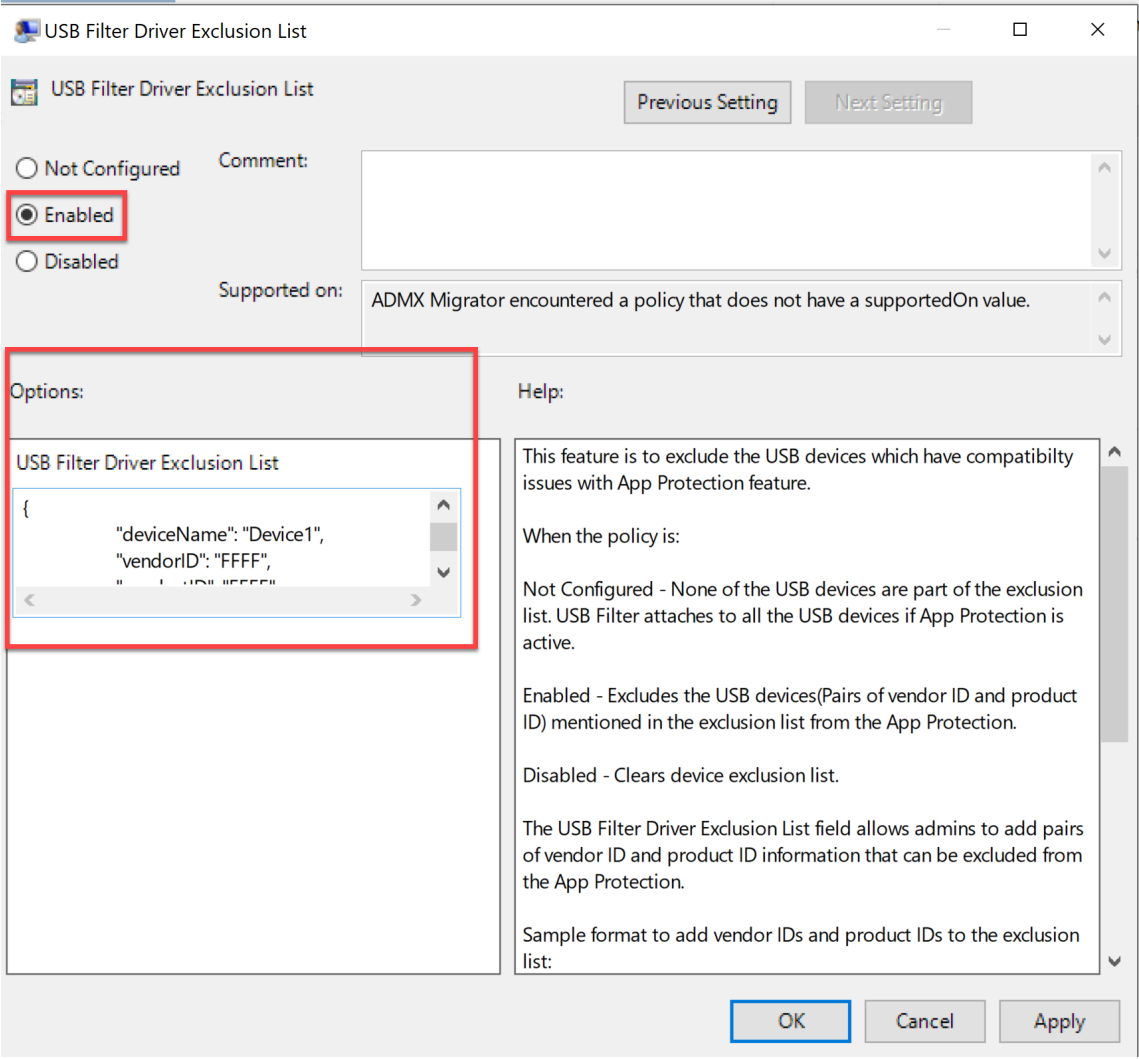 USB Filter Driver Exclusion List
USB Filter Driver Exclusion List
Previous Setting
Next Setting
Not Configured
Enabled
Disabled
Comment:
Supported on:
ADMX Migrator encountered a policy that does not have a supportedOn value.
Options:
Help:
USB Filter Driver Exclusion List
{
"deviceName": "Device1",
"vendorID": "FFFF",
This feature is to exclude the USB devices which have compatibilty
issues with App Protection feature.
When the policy is:
Not Configured - None of the USB devices are part of the exclusion
list. USB Filter attaches to all the USB devices if App Protection is
active.
Enabled - Excludes the USB devices(Pairs of vendor ID and product
ID) mentioned in the exclusion list from the App Protection.
Disabled - Clears device exclusion list.
The USB Filter Driver Exclusion List field allows admins to add pairs
of vendor ID and product ID information that can be excluded from
the App Protection.
Sample format to add vendor IDs and product IDs to the exclusion
list:
OK
Cancel
Apply